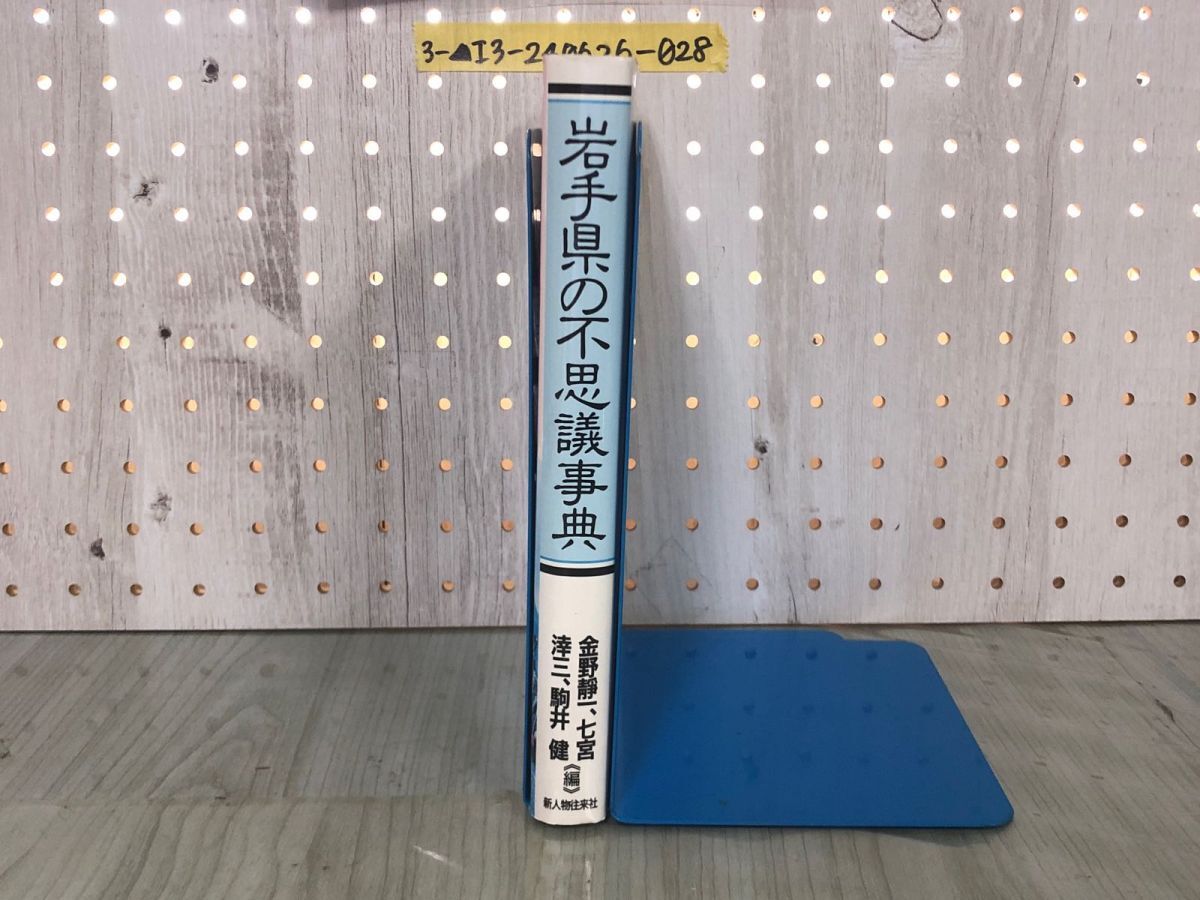 3-▲I3-240626-028
岩手県の不思議事典
金野靜一、七宮
涬三、駒井 健
《編》
新人物往来社